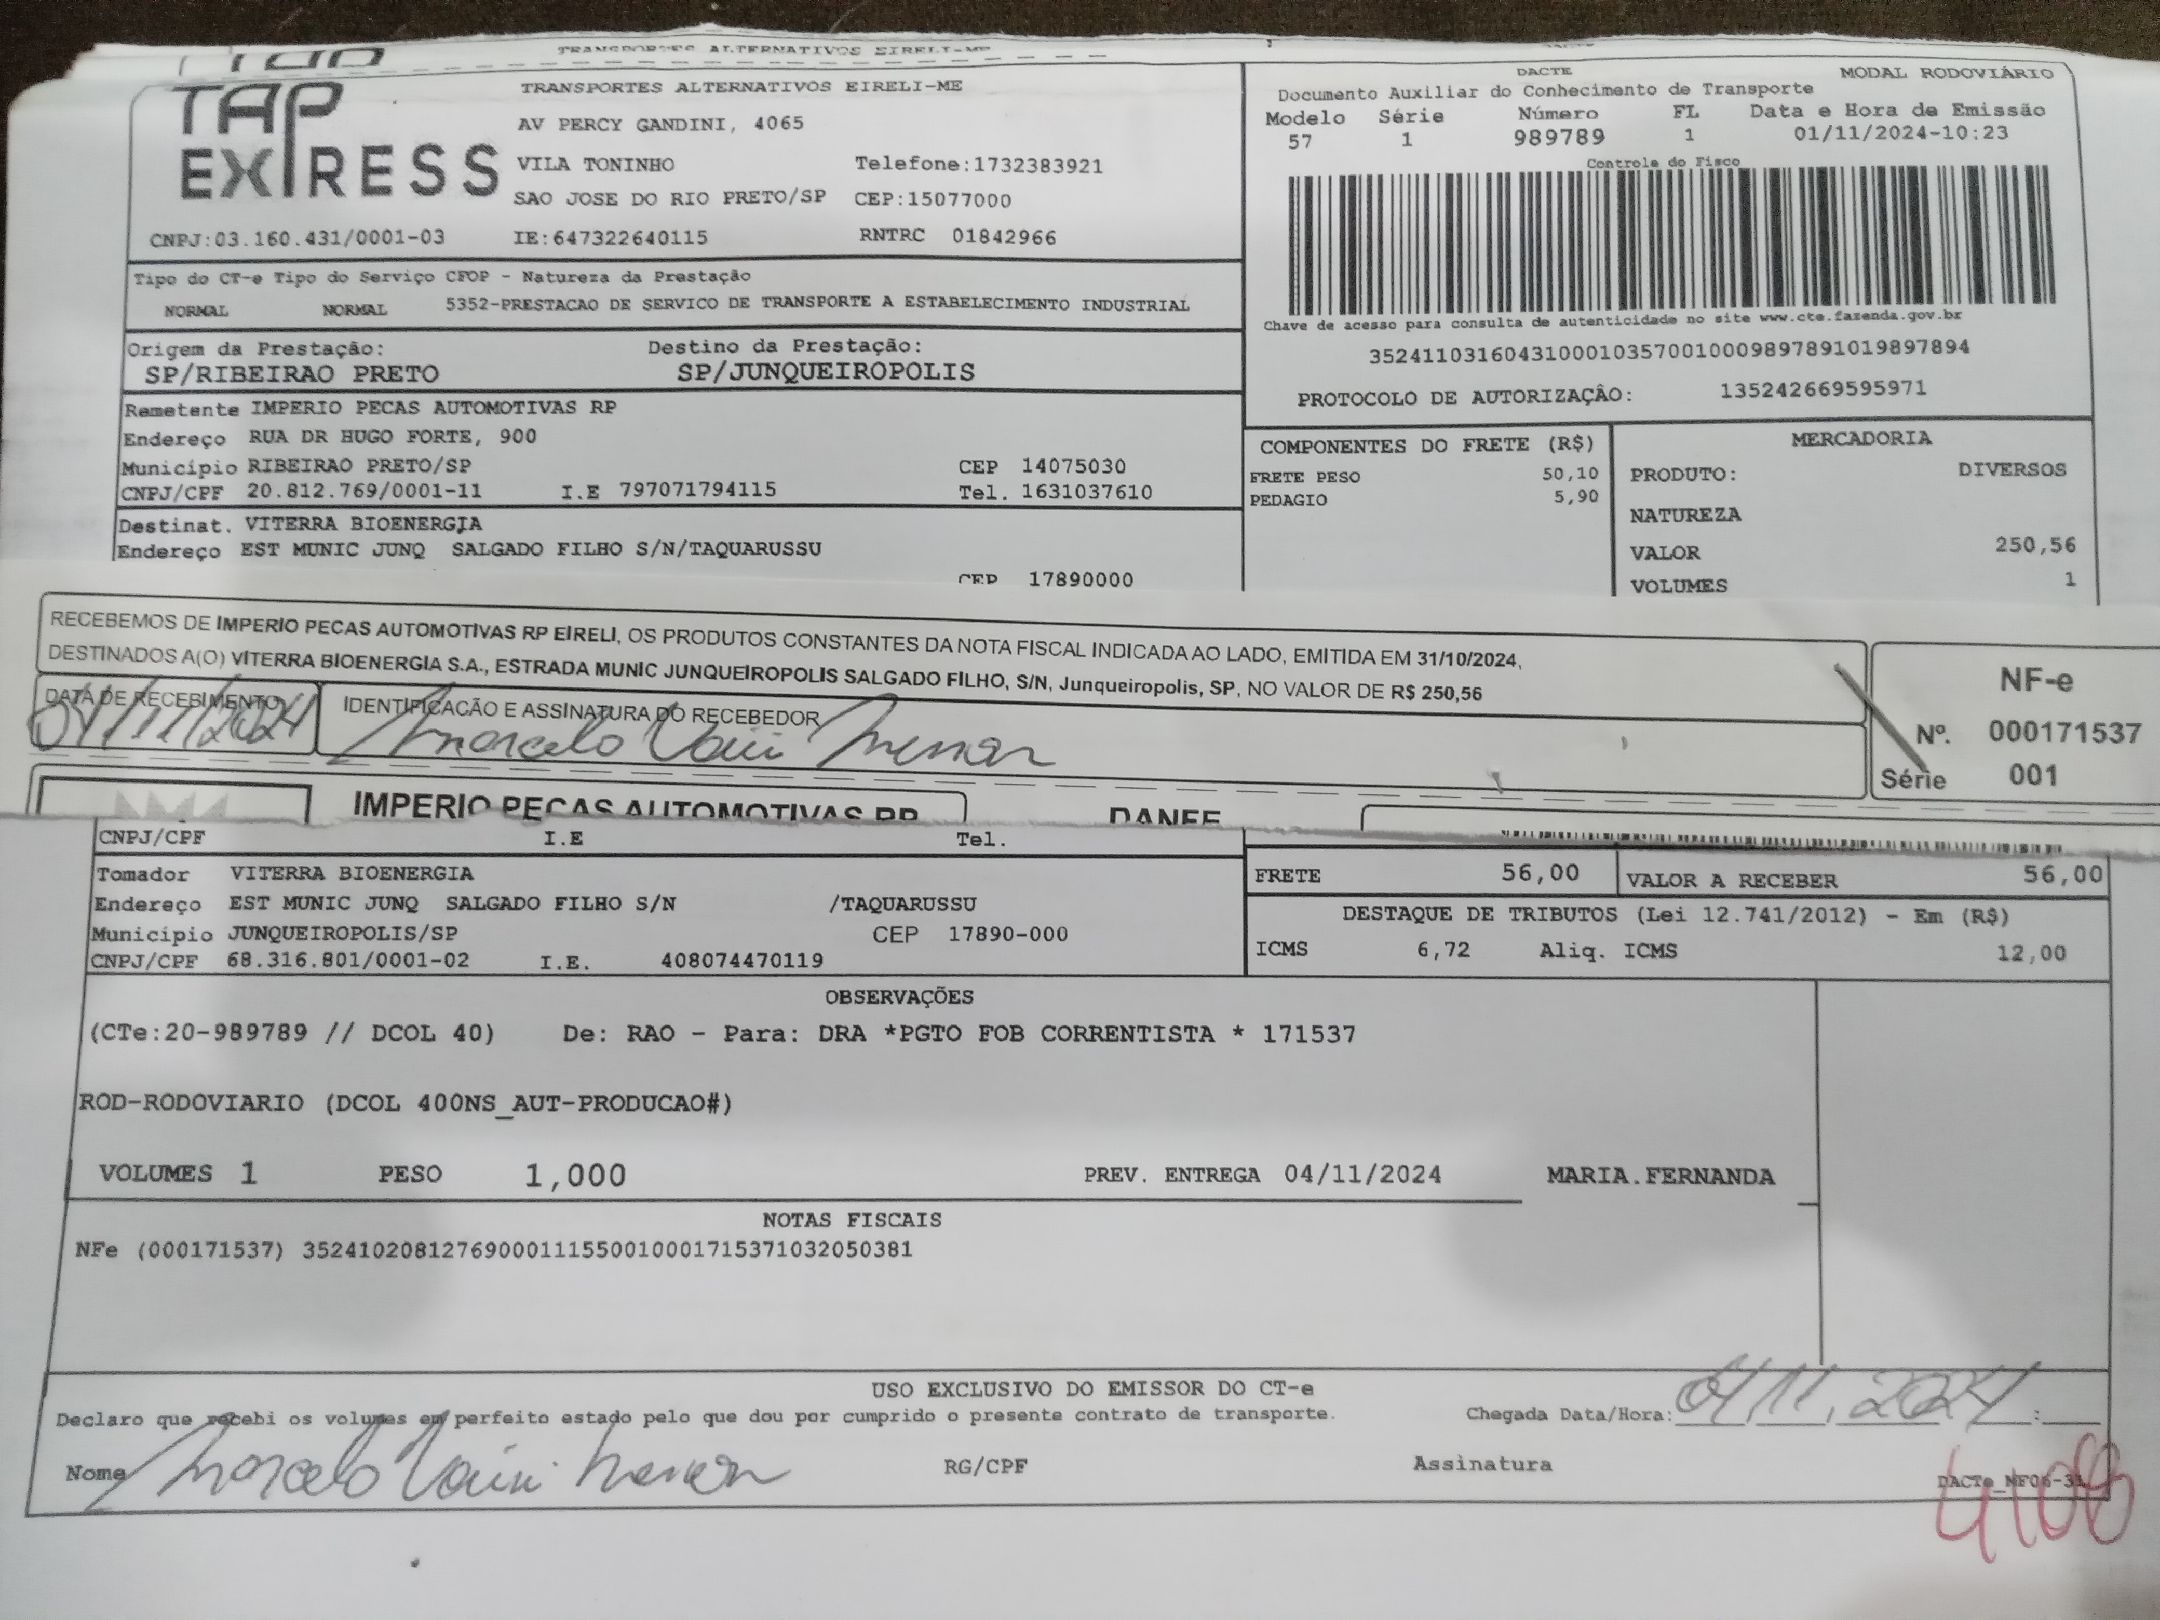 TRANSPORTES ALTERNATIVOS EIRELI-ME
TAP EXPRESS
TRANSPORTES ALTERNATIVOS EIRELI-ME
AV PERCY GANDINI, 4065
VILA TONINHO Telefone:1732383921
SAO JOSE DO RIO PRETO/SP CEP:15077000
CNPJ:03.160.431/0001-03 IE:647322640115 RNTRC 01842966
DACTE MODAL RODOVIÁRIO
Documento Auxiliar do Conhecimento de Transporte
Modelo Série Número FL Data e Hora de Emissão
57 1 989789 1 01/11/2024-10:23
Controle do Fisco
Chave de acesso para consulta de autenticidade no site www.cte.fazenda.gov.br
35241103160431000103570010009897891019897894
PROTOCOLO DE AUTORIZAÇÂO: 135242669595971
Tipo do CT-e Tipo do Serviço CFOP - Natureza da Prestação
NORMAL NORMAL 5352-PRESTACAO DE SERVICO DE TRANSPORTE A ESTABELECIMENTO INDUSTRIAL
Origem da Prestação: Destino da Prestação:
SP/RIBEIRAO PRETO SP/JUNQUEIROPOLIS
Remetente IMPERIO PECAS AUTOMOTIVAS RP
Endereço RUA DR HUGO FORTE, 900
Município RIBEIRAO PRETO/SP CEP 14075030
CNPJ/CPF 20.812.769/0001-11 I.E 797071794115 Tel. 1631037610
Destinat. VITERRA BIOENERGIA
Endereço EST MUNIC JUNQ SALGADO FILHO S/N/TAQUARUSSU
CEP 17890000
COMPONENTES DO FRETE (R$)
FRETE PESO 50,10
PEDAGIO 5,90
MERCADORIA
PRODUTO: DIVERSOS
NATUREZA
VALOR 250,56
VOLUMES 1
RECEBEMOS DE IMPERIO PECAS AUTOMOTIVAS RP EIRELI, OS PRODUTOS CONSTANTES DA NOTA FISCAL INDICADA AO LADO, EMITIDA EM 31/10/2024,
DESTINADOS A(O) VITERRA BIOENERGIA S.A., ESTRADA MUNIC JUNQUEIROPOLIS SALGADO FILHO, S/N, Junqueiropolis, SP, NO VALOR DE R$ 250,56
DATA DE RECEBIMENTO IDENTIFICAÇÃO E ASSINATURA DO RECEBEDOR
04/11/2024 Marcelo
NF-e
Nº. 000171537
Série 001
IMPERIO PECAS AUTOMOTIVAS RP DANFE
CNPJ/CPF I.E Tel.
Tomador VITERRA BIOENERGIA
Endereço EST MUNIC JUNQ SALGADO FILHO S/N /TAQUARUSSU
Municipio JUNQUEIROPOLIS/SP CEP 17890-000
CNPJ/CPF 68.316.801/0001-02 I.E. 408074470119
FRETE 56,00 VALOR A RECEBER 56,00
DESTAQUE DE TRIBUTOS (Lei 12.741/2012) - Em (R$)
ICMS 6,72 Aliq. ICMS 12,00
OBSERVAÇÕES
(CTe:20-989789 // DCOL 40) De: RAO - Para: DRA *PGTO FOB CORRENTISTA * 171537
ROD-RODOVIARIO (DCOL 400NS_AUT-PRODUCAO#)
VOLUMES 1 PESO 1,000 PREV. ENTREGA 04/11/2024 MARIA.FERNANDA
NOTAS FISCAIS
NFe (000171537) 35241020812769000111550010001715371032050381
USO EXCLUSIVO DO EMISSOR DO CT-e
Declaro que recebi os volumes em perfeito estado pelo que dou por cumprido o presente contrato de transporte. Chegada Data/Hora: 04/11/2024 :
Nome Marcelo RG/CPF Assinatura